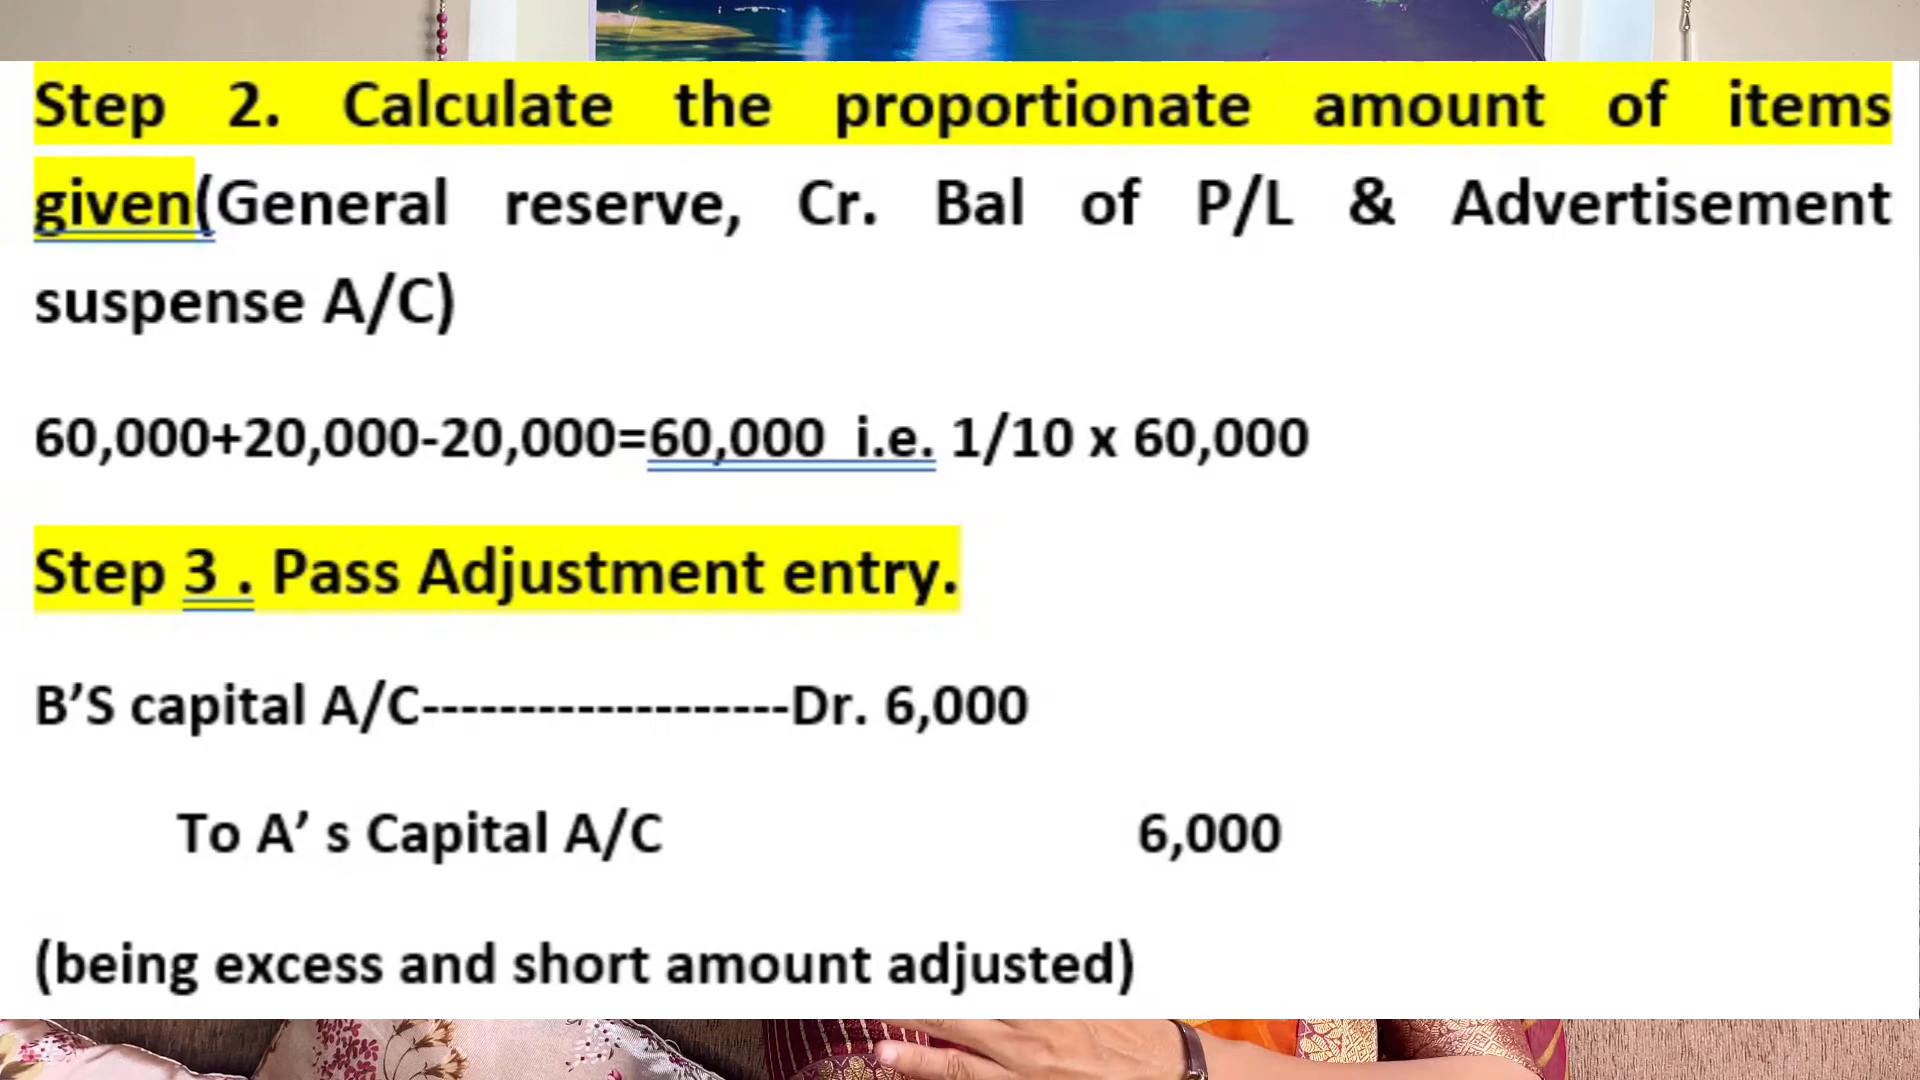 Step 2. Calculate the proportionate amount of items
given(General reserve, Cr. Bal of P/L & Advertisement
suspense A/C)
60,000+20,000-20,000=60,000 i.e. 1/10 x 60,000
Step 3 . Pass Adjustment entry.
B’S capital A/C-------------------Dr. 6,000
To A’ s Capital A/C 6,000
(being excess and short amount adjusted)